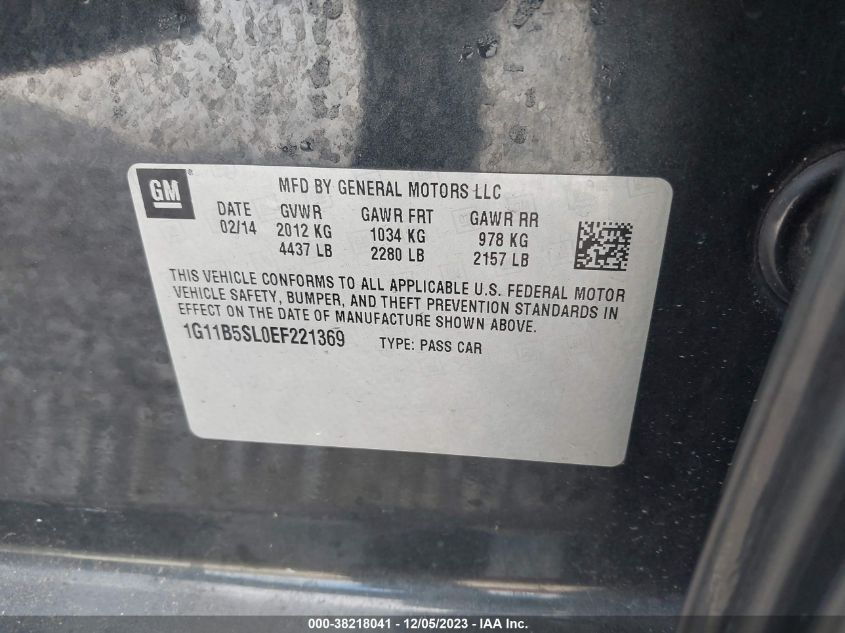 GM
MFD BY GENERAL MOTORS LLC
DATE GVWR GAWR FRT GAWR RR
02/14 2012 KG 1034 KG 978 KG
4437 LB 2280 LB 2157 LB
THIS VEHICLE CONFORMS TO ALL APPLICABLE U.S. FEDERAL MOTOR
VEHICLE SAFETY, BUMPER, AND THEFT PREVENTION STANDARDS IN
EFFECT ON THE DATE OF MANUFACTURE SHOWN ABOVE.
1G11B5SL0EF221369 TYPE: PASS CAR
000-38218041 - 12/05/2023 - IAA Inc.